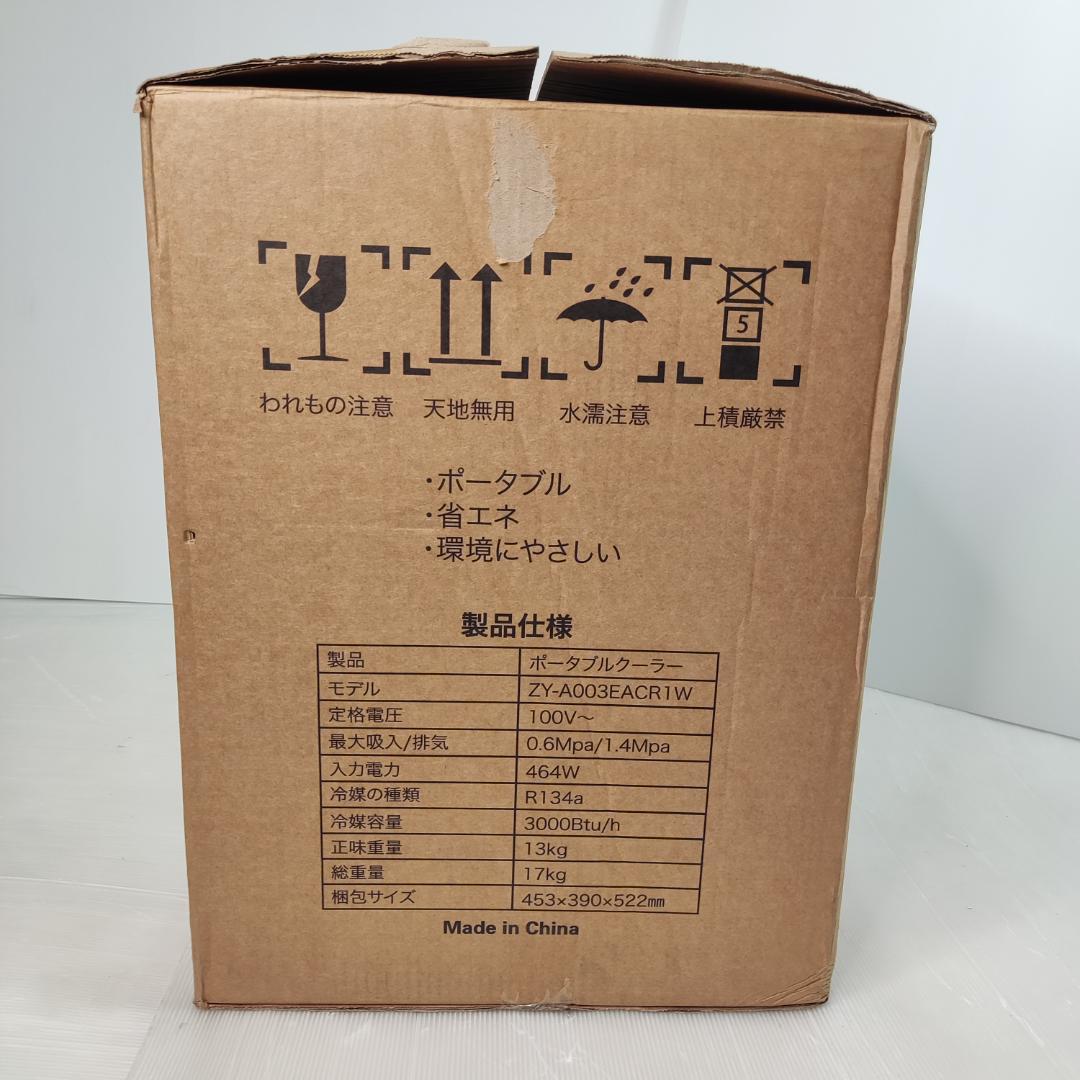 5
われもの注意 天地無用 水濡注意 上積厳禁
・ポータブル
・省エネ
・環境にやさしい
製品仕様
製品 ポータブルクーラー
モデル ZY-A003EACR1W
定格電圧 100V～
最大吸入/排気 0.6Mpa/1.4Mpa
入力電力 464W
冷媒の種類 R134a
冷媒容量 3000Btu/h
正味重量 13kg
総重量 17kg
梱包サイズ 453×390×522㎜
Made in China